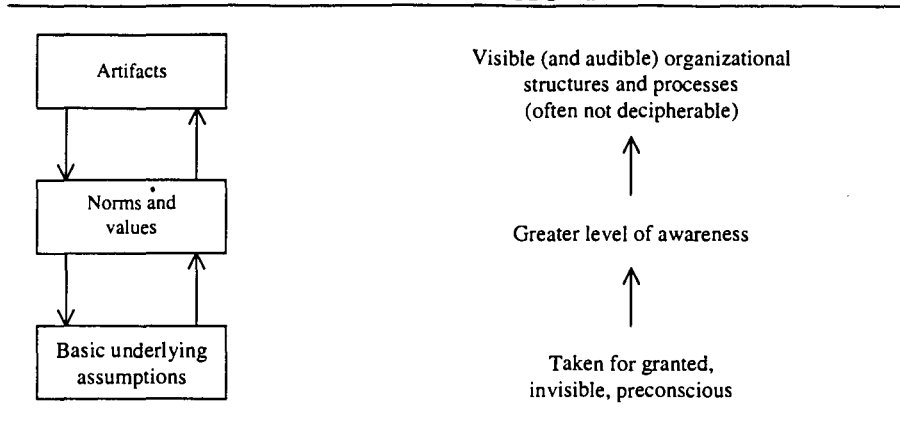 Artifacts
Visible (and audible) organizational
structures and processes
(often not decipherable)
Norms and
values
Greater level of awareness
Basic underlying
assumptions
Taken for granted,
invisible, preconscious